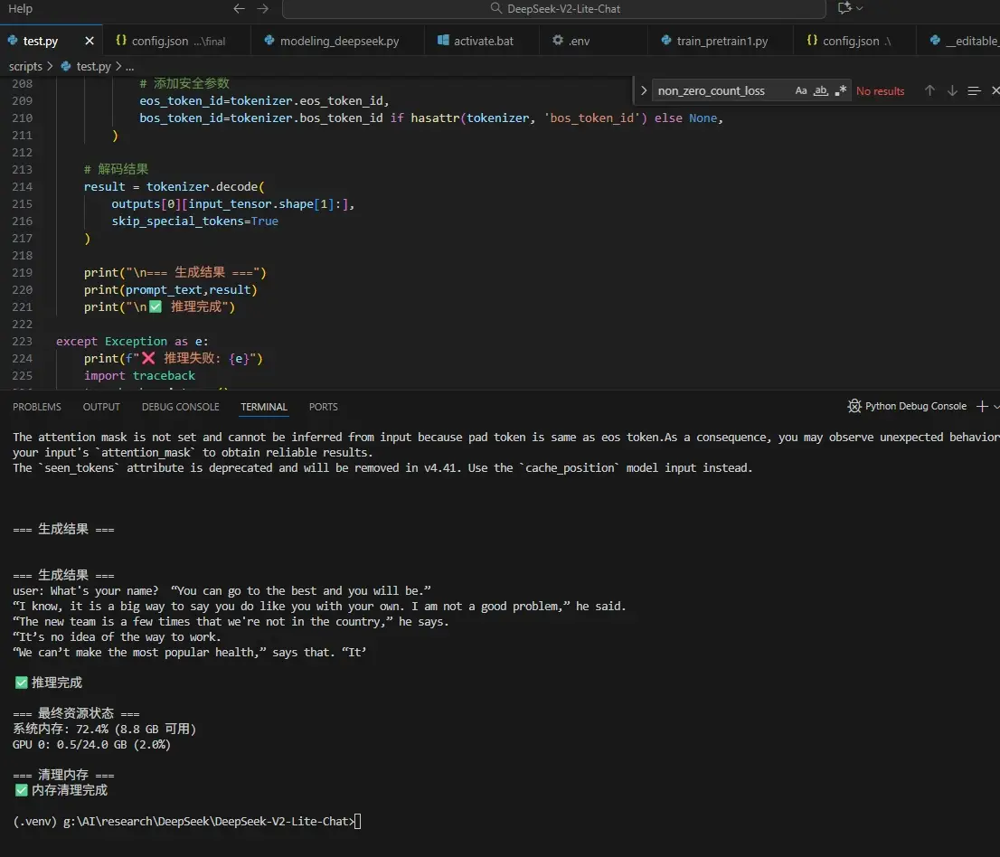 Help
DeepSeek-V2-Lite-Chat
test.py
config.json ...\final
modeling_deepseek.py
activate.bat
.env
train_pretrain1.py
config.json .\
__editable_
scripts > test.py > ...
non_zero_count_loss
Aa ab .*
No results
208 # 添加安全参数
209 eos_token_id=tokenizer.eos_token_id,
210 bos_token_id=tokenizer.bos_token_id if hasattr(tokenizer, 'bos_token_id') else None,
211 )
212
213 # 解码结果
214 result = tokenizer.decode(
215 outputs[0][input_tensor.shape[1]:],
216 skip_special_tokens=True
217 )
218
219 print("\n=== 生成结果 ===")
220 print(prompt_text,result)
221 print("\n✅ 推理完成")
222
223 except Exception as e:
224 print(f"❌ 推理失败: {e}")
225 import traceback
PROBLEMS OUTPUT DEBUG CONSOLE TERMINAL PORTS
Python Debug Console
The attention mask is not set and cannot be inferred from input because pad token is same as eos token.As a consequence, you may observe unexpected behavior
your input's `attention_mask` to obtain reliable results.
The `seen_tokens` attribute is deprecated and will be removed in v4.41. Use the `cache_position` model input instead.
=== 生成结果 ===
=== 生成结果 ===
user: What's your name? “You can go to the best and you will be.”
“I know, it is a big way to say you do like you with your own. I am not a good problem,” he said.
“The new team is a few times that we're not in the country,” he says.
“It’s no idea of the way to work.
“We can’t make the most popular health,” says that. “It’
✅ 推理完成
=== 最终资源状态 ===
系统内存: 72.4% (8.8 GB 可用)
GPU 0: 0.5/24.0 GB (2.0%)
=== 清理内存 ===
✅ 内存清理完成
(.venv) g:\AI\research\DeepSeek\DeepSeek-V2-Lite-Chat>